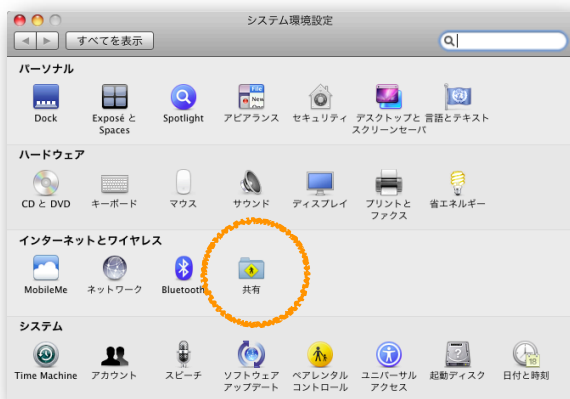 システム環境設定
すべてを表示
パーソナル
Dock
Exposé と
Spaces
Spotlight
アピアランス
セキュリティ
デスクトップと
スクリーンセーバ
言語とテキスト
ハードウェア
CD と DVD
キーボード
マウス
サウンド
ディスプレイ
プリントと
ファクス
省エネルギー
インターネットとワイヤレス
MobileMe
ネットワーク
Bluetooth
共有
システム
Time Machine
アカウント
スピーチ
ソフトウェア
アップデート
ペアレンタル
コントロール
ユニバーサル
アクセス
起動ディスク
日付と時刻